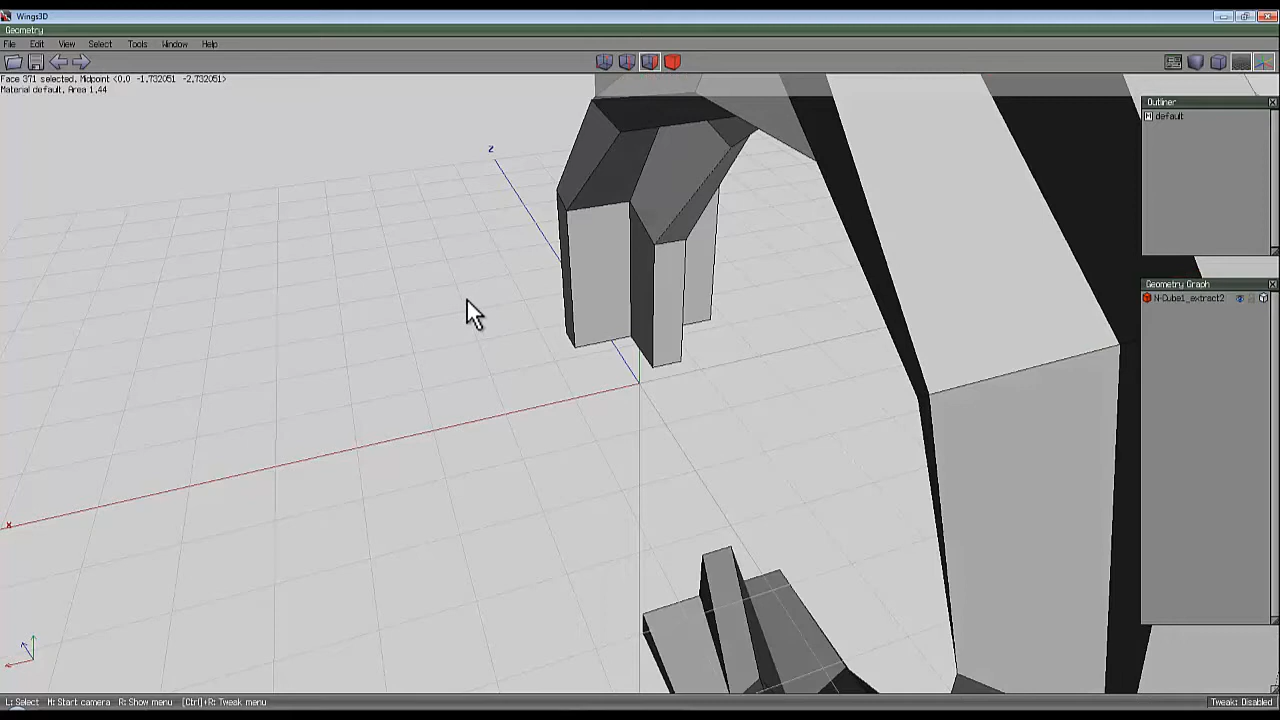 Wings3D
Geometry
File Edit View Select Tools Window Help
Face 371 selected. Midpoint <0.0 -1.732051 -2.732051>
Material default. Area 1.44
Outliner
M default
Geometry Graph
N-Cube1_extract2
z
x
L: Select M: Start camera R: Show menu [Ctrl]+R: Tweak menu
Tweak: Disabled